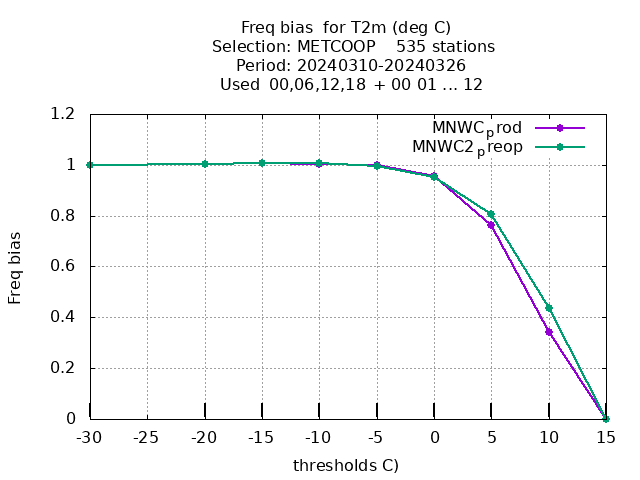 Freq bias  for T2m (deg C)
Selection: METCOOP    535 stations
Period: 20240310-20240326
Used  00,06,12,18  + 00 01 ... 12
MNWC_prod
MNWC2_preop
1.2
1
0.8
0.6
0.4
0.2
0
Freq bias
-30 -25 -20 -15 -10 -5 0 5 10 15
thresholds C)